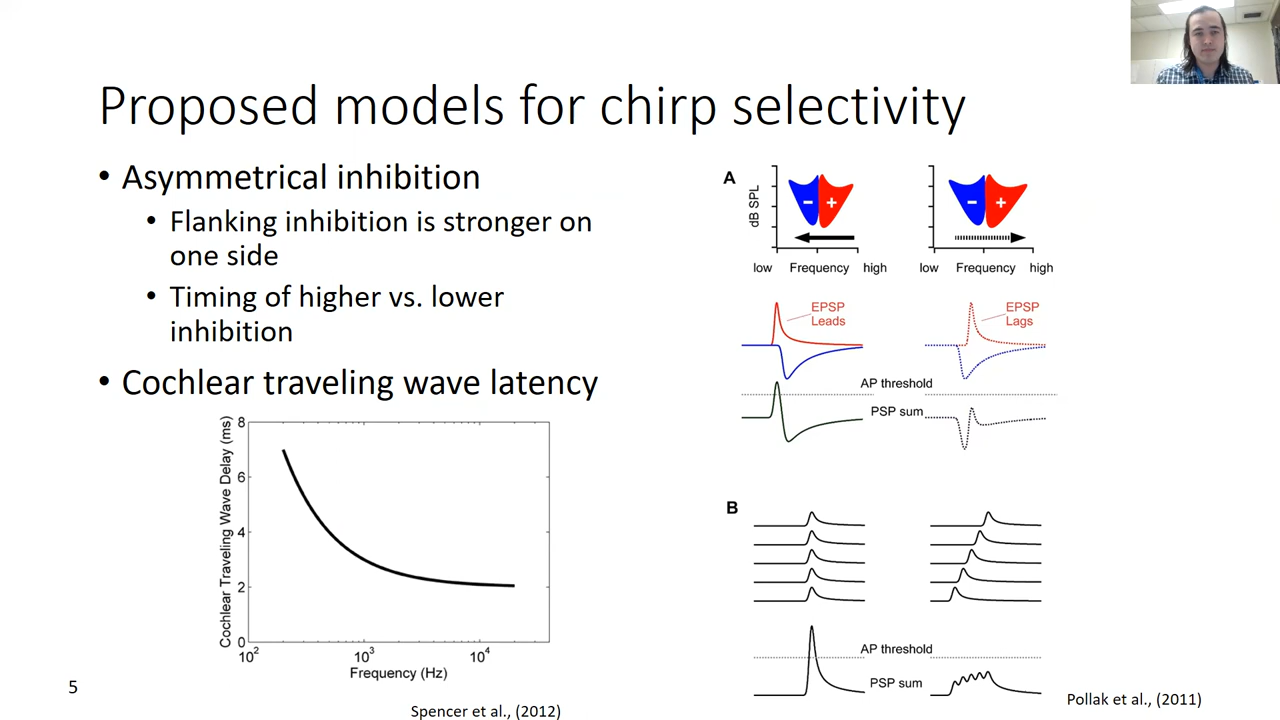 Proposed models for chirp selectivity
• Asymmetrical inhibition
• Flanking inhibition is stronger on
one side
• Timing of higher vs. lower
inhibition
• Cochlear traveling wave latency
Cochlear Traveling Wave Delay (ms)
8
6
4
2
0
10²
10³
10⁴
Frequency (Hz)
Spencer et al., (2012)
5
A
dB SPL
− +
− +
low Frequency high
low Frequency high
EPSP
Leads
EPSP
Lags
AP threshold
PSP sum
B
AP threshold
PSP sum
Pollak et al., (2011)